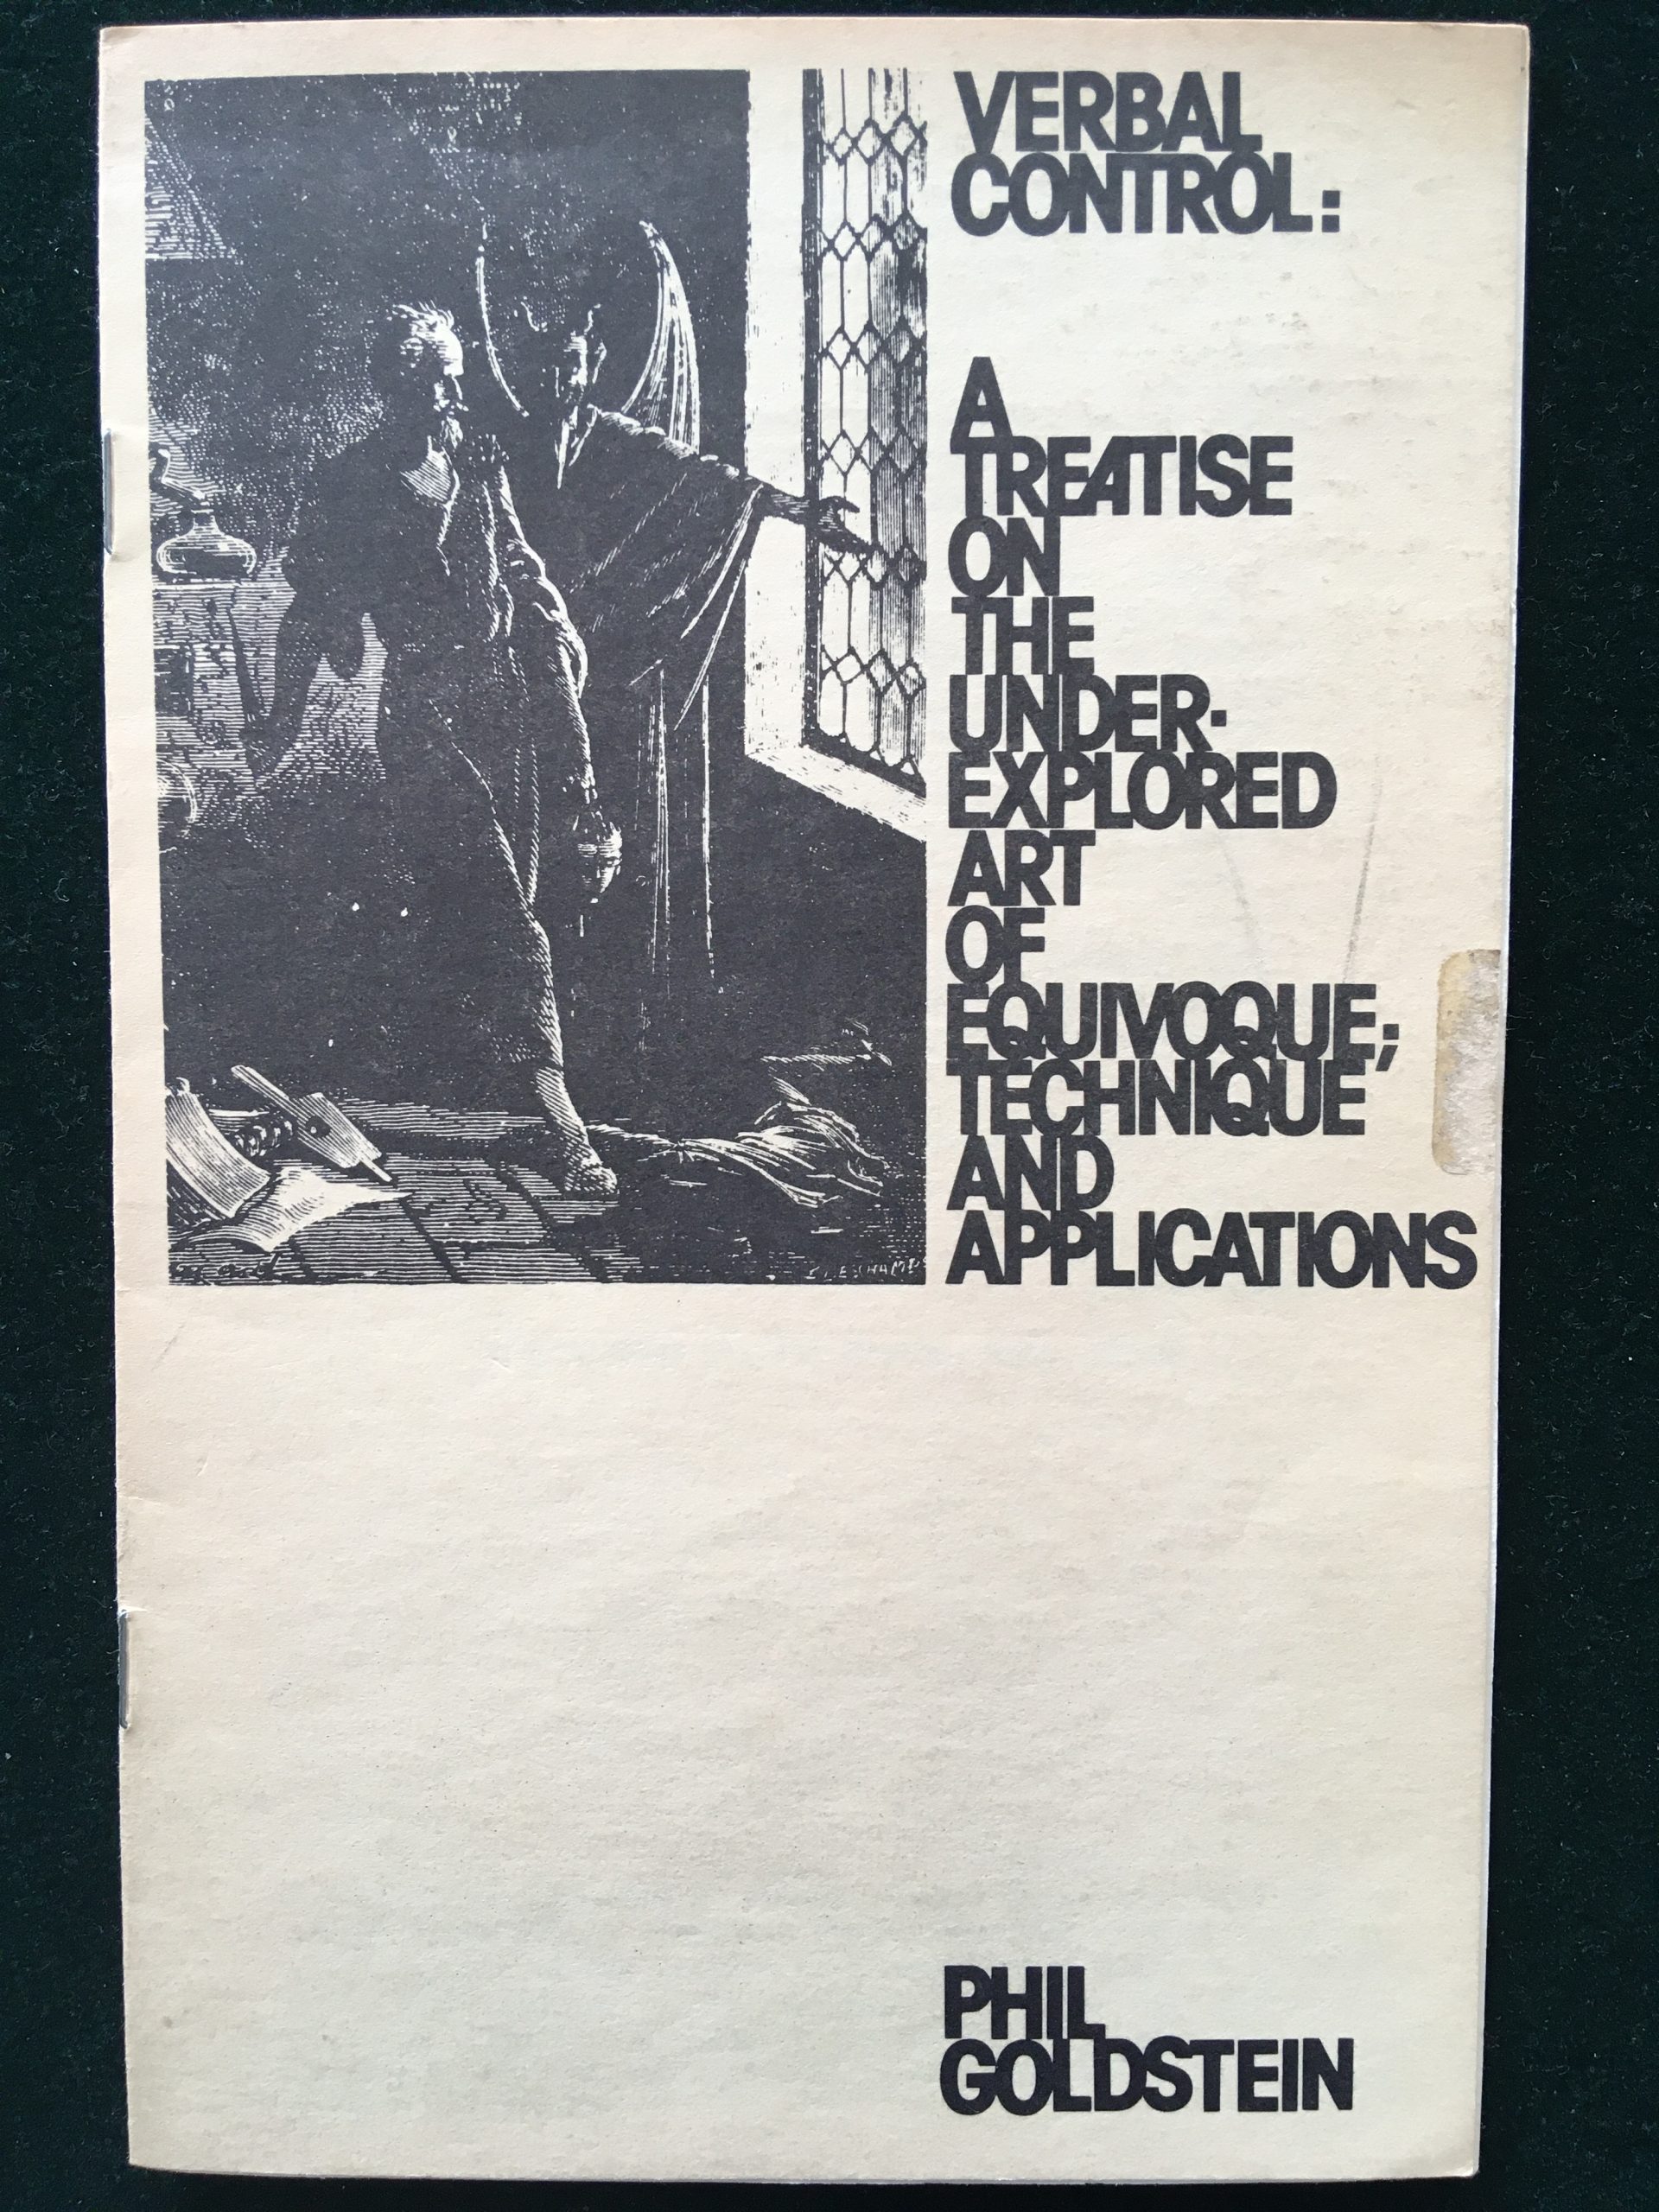 VERBAL
CONTROL:
A
TREATISE
ON
THE
UNDER-
EXPLORED
ART
OF
EQUIVOQUE;
TECHNIQUE
AND
APPLICATIONS
PHIL
GOLDSTEIN